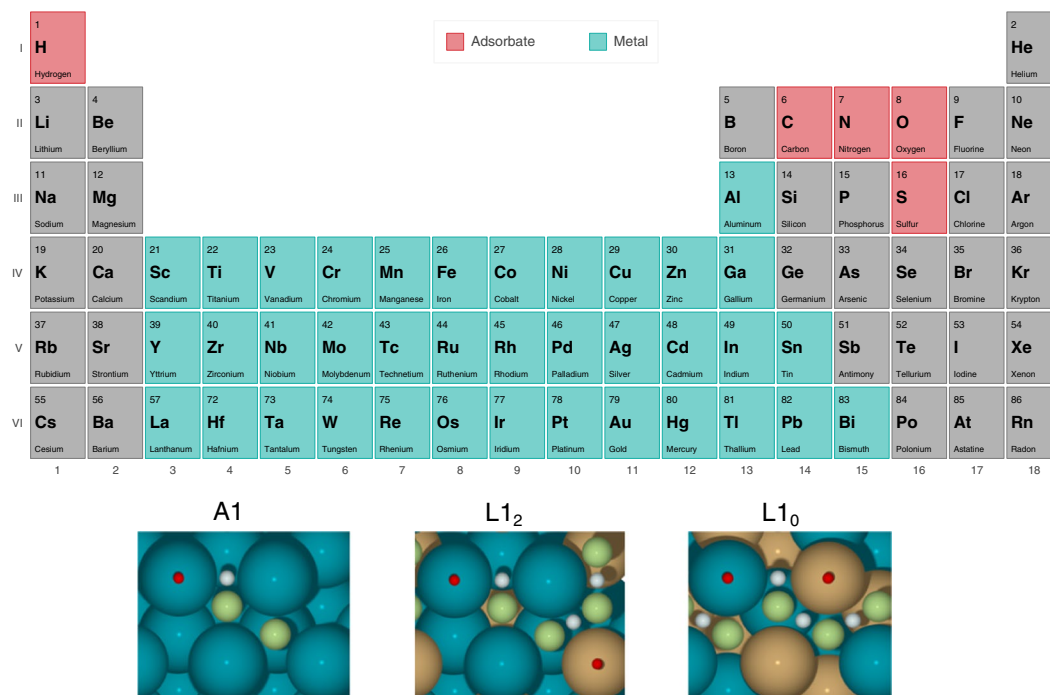 1 2
Adsorbate Metal
I H He
Hydrogen Helium
3 4 5 6 7 8 9 10
II Li Be B C N O F Ne
Lithium Beryllium Boron Carbon Nitrogen Oxygen Fluorine Neon
11 12 13 14 15 16 17 18
III Na Mg Al Si P S Cl Ar
Sodium Magnesium Aluminum Silicon Phosphorus Sulfur Chlorine Argon
19 20 21 22 23 24 25 26 27 28 29 30 31 32 33 34 35 36
IV K Ca Sc Ti V Cr Mn Fe Co Ni Cu Zn Ga Ge As Se Br Kr
Potassium Calcium Scandium Titanium Vanadium Chromium Manganese Iron Cobalt Nickel Copper Zinc Gallium Germanium Arsenic Selenium Bromine Krypton
37 38 39 40 41 42 43 44 45 46 47 48 49 50 51 52 53 54
V Rb Sr Y Zr Nb Mo Tc Ru Rh Pd Ag Cd In Sn Sb Te I Xe
Rubidium Strontium Yttrium Zirconium Niobium Molybdenum Technetium Ruthenium Rhodium Palladium Silver Cadmium Indium Tin Antimony Tellurium Iodine Xenon
55 56 57 72 73 74 75 76 77 78 79 80 81 82 83 84 85 86
VI Cs Ba La Hf Ta W Re Os Ir Pt Au Hg Tl Pb Bi Po At Rn
Cesium Barium Lanthanum Hafnium Tantalum Tungsten Rhenium Osmium Iridium Platinum Gold Mercury Thallium Lead Bismuth Polonium Astatine Radon
1 2 3 4 5 6 7 8 9 10 11 12 13 14 15 16 17 18
A1 L1₂ L1₀